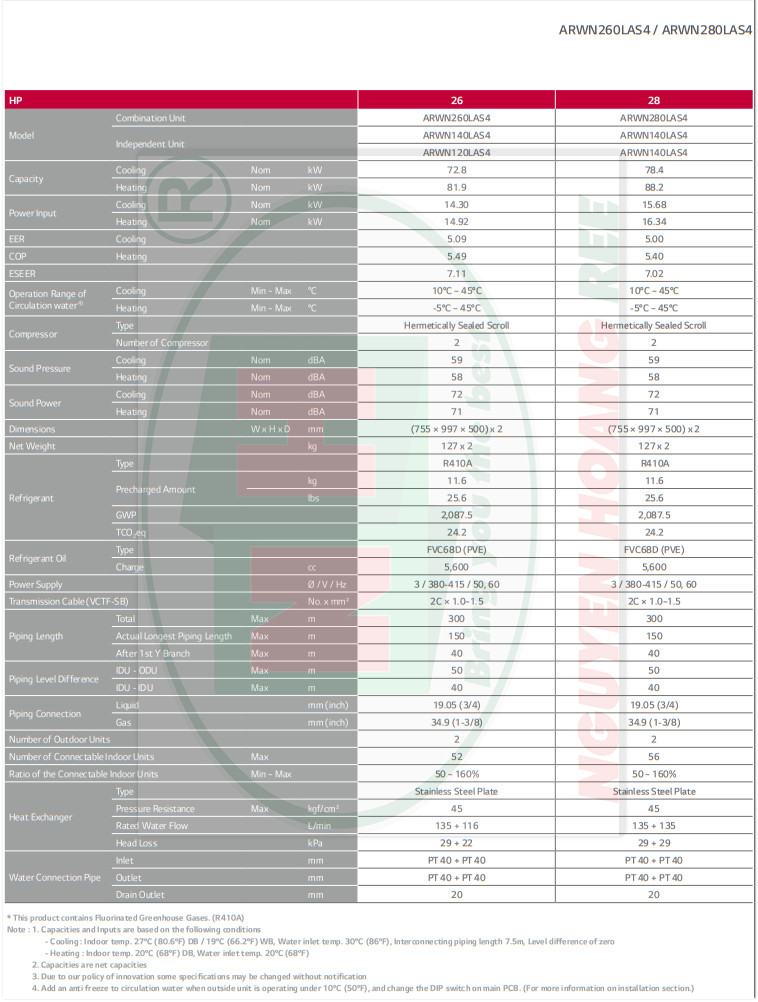 ARWN260LAS4 / ARWN280LAS4
HP 26 28
Model Combination Unit ARWN260LAS4 ARWN280LAS4
Independent Unit ARWN140LAS4 ARWN140LAS4
ARWN120LAS4 ARWN140LAS4
Capacity Cooling Nom kW 72.8 78.4
Heating Nom kW 81.9 88.2
Power Input Cooling Nom kW 14.30 15.68
Heating Nom kW 14.92 16.34
EER Cooling 5.09 5.00
COP Heating 5.49 5.40
ESEER 7.11 7.02
Operation Range of Circulation water⁴⁾ Cooling Min ~ Max °C 10°C ~ 45°C 10°C ~ 45°C
Heating Min ~ Max °C -5°C ~ 45°C -5°C ~ 45°C
Compressor Type Hermetically Sealed Scroll Hermetically Sealed Scroll
Number of Compressor 2 2
Sound Pressure Cooling Nom dBA 59 59
Heating Nom dBA 58 58
Sound Power Cooling Nom dBA 72 72
Heating Nom dBA 71 71
Dimensions W x H x D mm (755 × 997 × 500) x 2 (755 × 997 × 500) x 2
Net Weight kg 127 x 2 127 x 2
Refrigerant Type R410A R410A
Precharged Amount kg 11.6 11.6
lbs 25.6 25.6
GWP 2,087.5 2,087.5
TCO₂eq 24.2 24.2
Refrigerant Oil Type FVC68D (PVE) FVC68D (PVE)
Charge cc 5,600 5,600
Power Supply Ø / V / Hz 3 / 380-415 / 50, 60 3 / 380-415 / 50, 60
Transmission Cable (VCTF-SB) No. x mm² 2C × 1.0~1.5 2C × 1.0~1.5
Piping Length Total Max m 300 300
Actual Longest Piping Length Max m 150 150
After 1st Y Branch Max m 40 40
Piping Level Difference IDU - ODU Max m 50 50
IDU - IDU Max m 40 40
Piping Connection Liquid mm (inch) 19.05 (3/4) 19.05 (3/4)
Gas mm (inch) 34.9 (1-3/8) 34.9 (1-3/8)
Number of Outdoor Units 2 2
Number of Connectable Indoor Units Max 52 56
Ratio of the Connectable Indoor Units Min ~ Max 50 ~ 160% 50 ~ 160%
Heat Exchanger Type Stainless Steel Plate Stainless Steel Plate
Pressure Resistance Max kgf/cm² 45 45
Rated Water Flow L/min 135 + 116 135 + 135
Head Loss kPa 29 + 22 29 + 29
Water Connection Pipe Inlet mm PT 40 + PT 40 PT 40 + PT 40
Outlet mm PT 40 + PT 40 PT 40 + PT 40
Drain Outlet mm 20 20
* This product contains Fluorinated Greenhouse Gases. (R410A)
Note : 1. Capacities and Inputs are based on the following conditions
- Cooling : Indoor temp. 27°C (80.6°F) DB / 19°C (66.2°F) WB, Water inlet temp. 30°C (86°F), Interconnecting piping length 7.5m, Level difference of zero
- Heating : Indoor temp. 20°C (68°F) DB, Water inlet temp. 20°C (68°F)
2. Capacities are net capacities
3. Due to our policy of innovation some specifications may be changed without notification
4. Add an anti freeze to circulation water when outside unit is operating under 10°C (50°F), and change the DIP switch on main PCB. (For more information on installation section.)
®
Bring you the best
NGUYEN HOANG REE